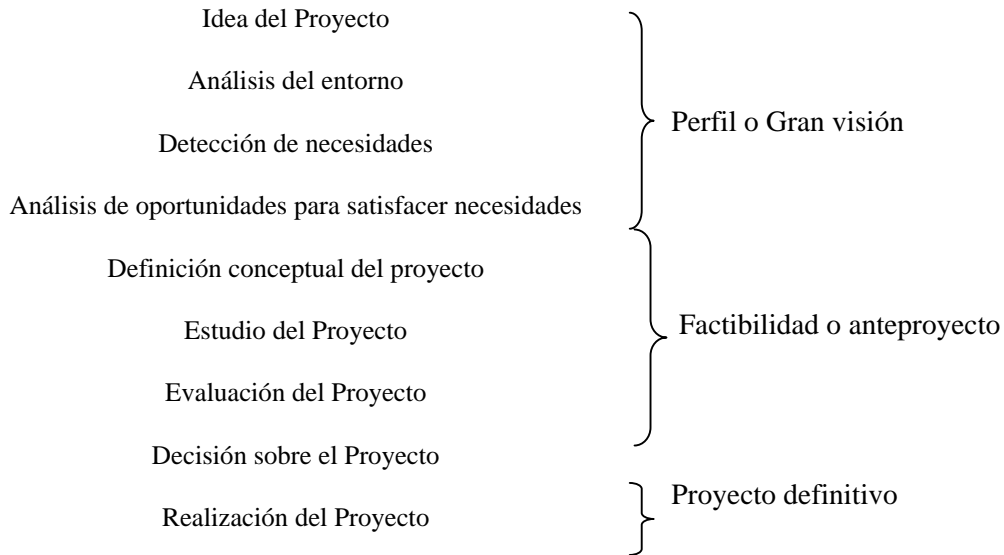 Idea del Proyecto
Análisis del entorno
Detección de necesidades
Perfil o Gran visión
Análisis de oportunidades para satisfacer necesidades
Definición conceptual del proyecto
Estudio del Proyecto
Factibilidad o anteproyecto
Evaluación del Proyecto
Decisión sobre el Proyecto
Proyecto definitivo
Realización del Proyecto